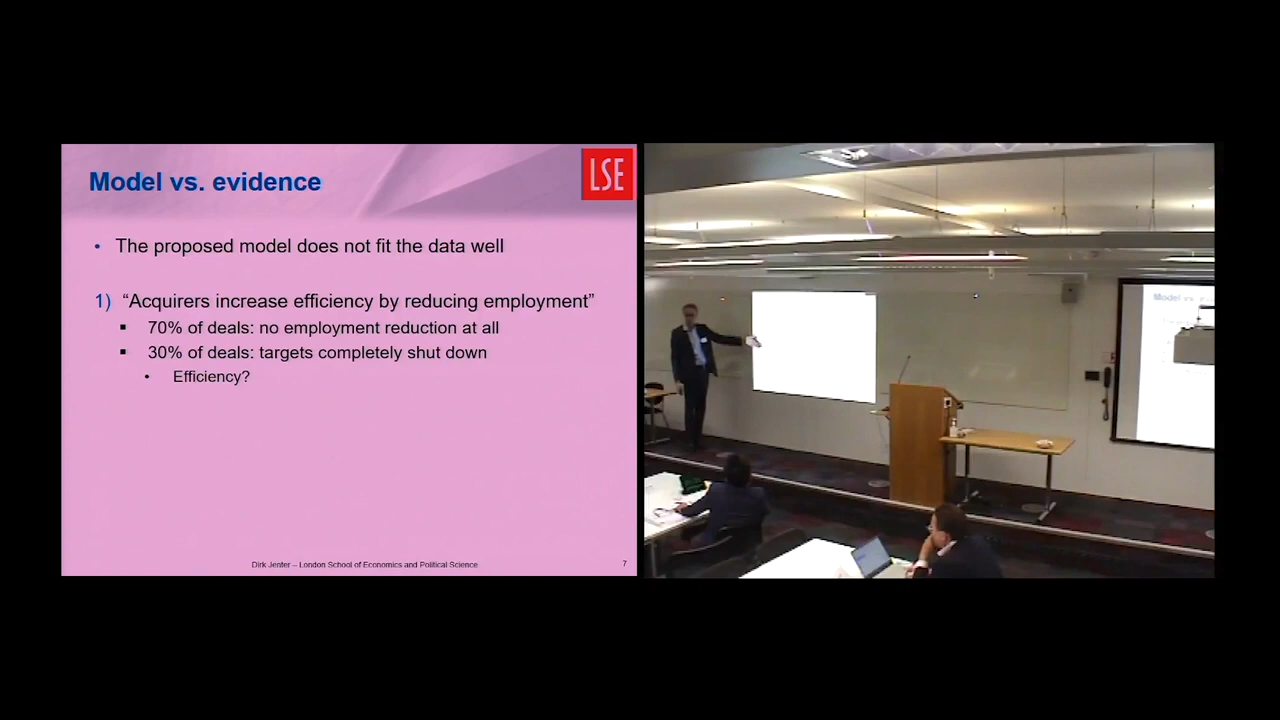 Model vs. evidence
LSE
• The proposed model does not fit the data well
1) “Acquirers increase efficiency by reducing employment”
▪ 70% of deals: no employment reduction at all
▪ 30% of deals: targets completely shut down
• Efficiency?
Dirk Jenter – London School of Economics and Political Science
7
Model vs.